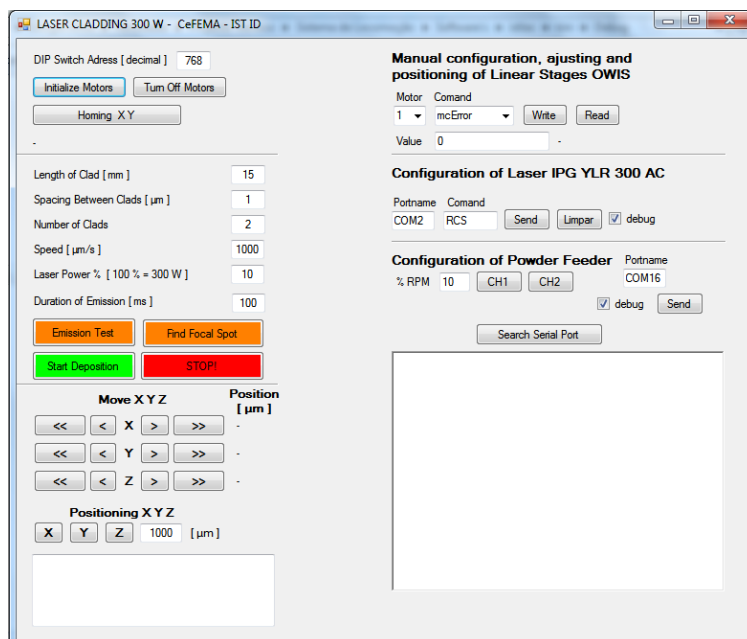 LASER CLADDING 300 W - CeFEMA - IST ID
DIP Switch Adress [ decimal ] 768
Initialize Motors Turn Off Motors
Homing X Y
-
Length of Clad [ mm ] 15
Spacing Between Clads [ µm ] 1
Number of Clads 2
Speed [ µm/s ] 1000
Laser Power % [ 100 % = 300 W ] 10
Duration of Emission [ ms ] 100
Emission Test Find Focal Spot
Start Deposition STOP!
Move X Y Z Position
[ µm ]
<< < X > >> -
<< < Y > >> -
<< < Z > >> -
Positioning X Y Z
X Y Z 1000 [ µm ]
Manual configuration, ajusting and
positioning of Linear Stages OWIS
Motor Comand
1 mcError Write Read
Value 0 -
Configuration of Laser IPG YLR 300 AC
Portname Comand
COM2 RCS Send Limpar debug
Configuration of Powder Feeder Portname
% RPM 10 CH1 CH2 COM16
debug Send
Search Serial Port